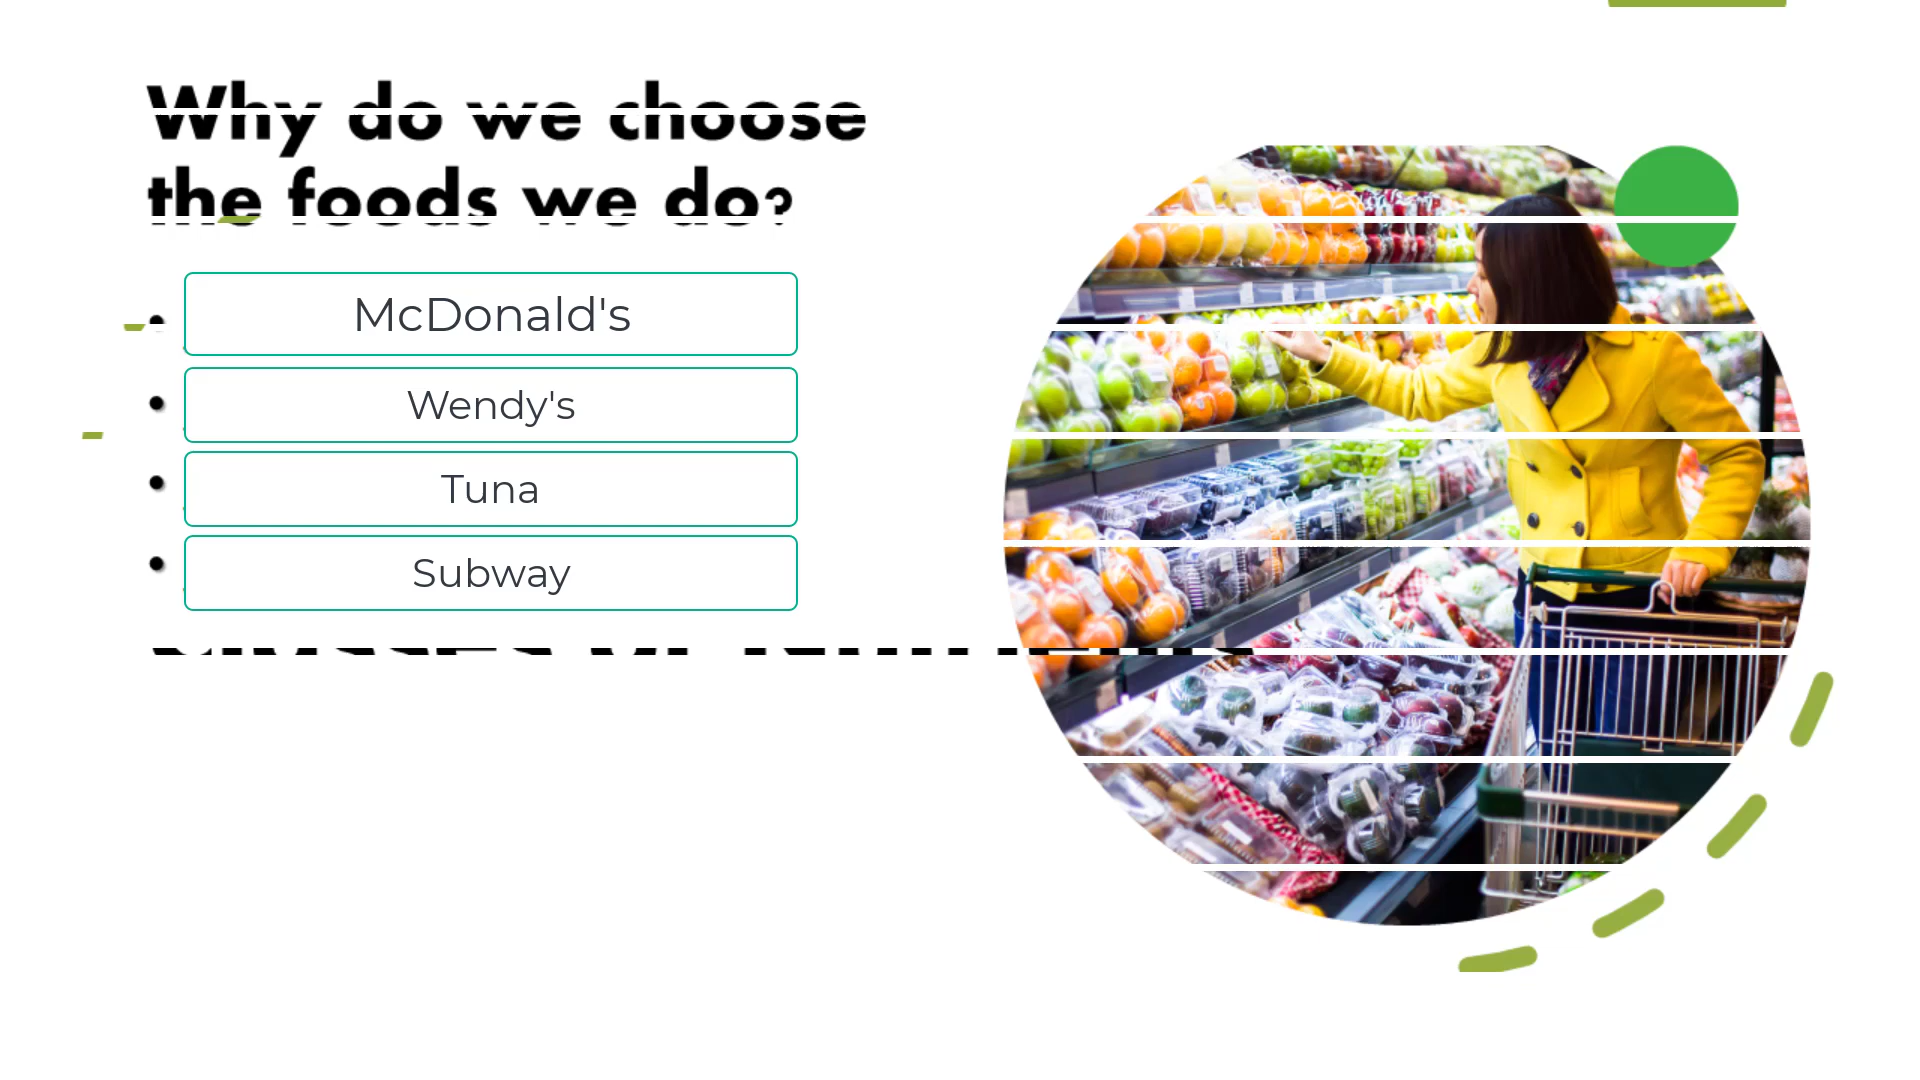 Why do we choose
the foods we do?
McDonald's
Wendy's
Tuna
Subway